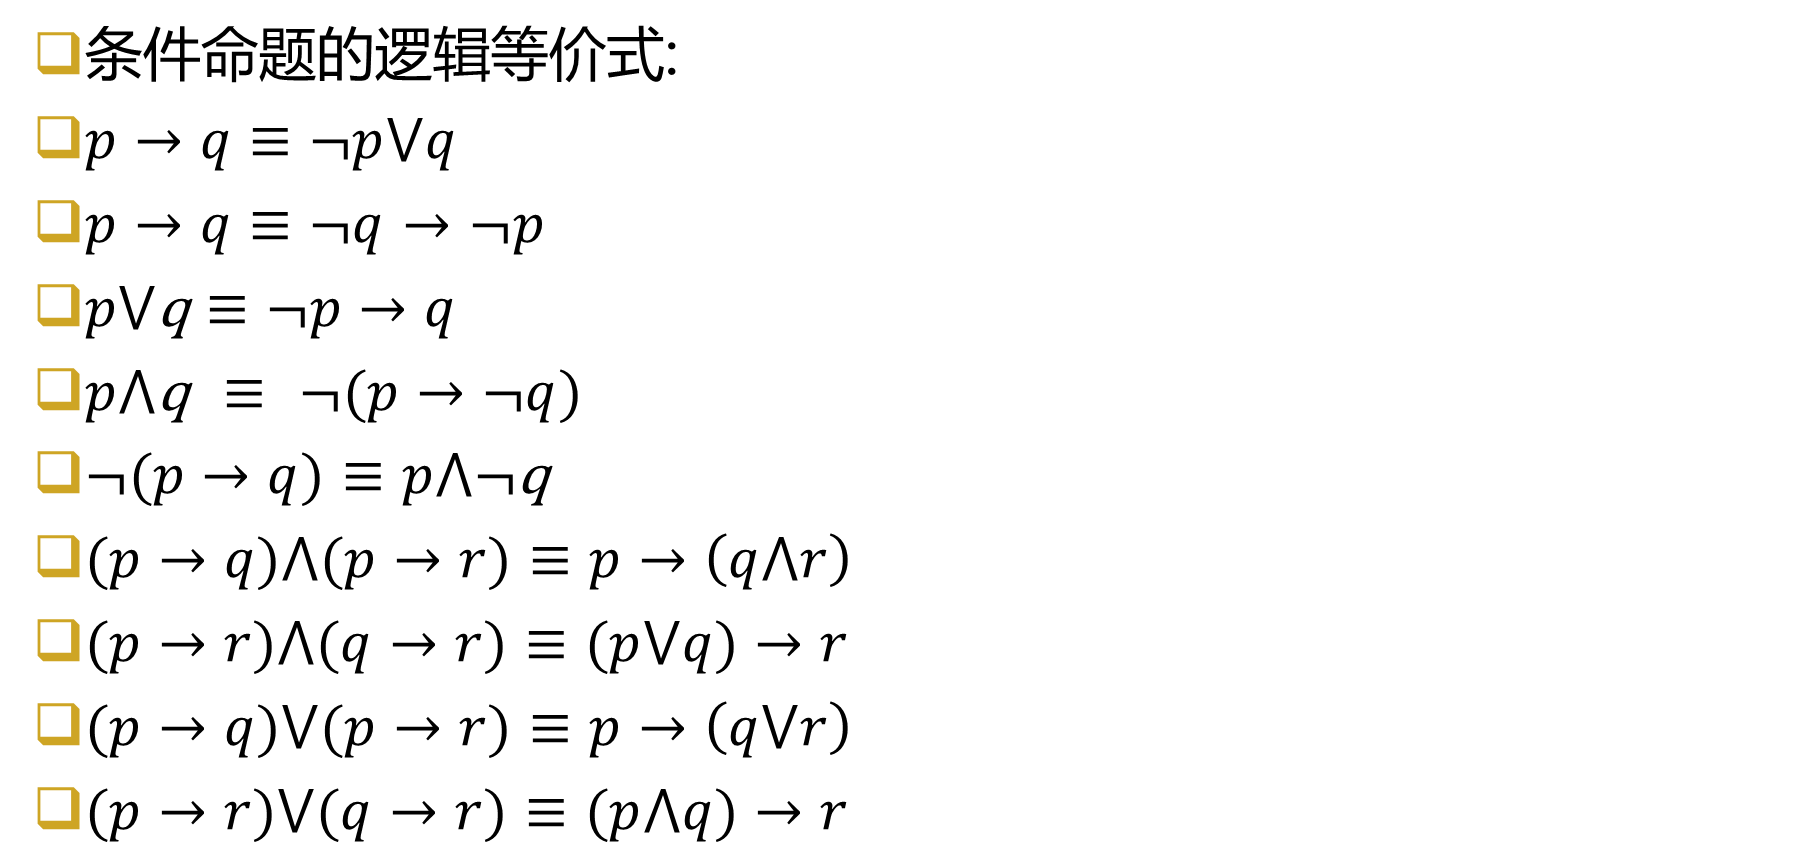 条件命题的逻辑等价式:
p → q ≡ ¬p⋁q
p → q ≡ ¬q → ¬p
p⋁q ≡ ¬p → q
p⋀q ≡ ¬(p → ¬q)
¬(p → q) ≡ p⋀¬q
(p → q)⋀(p → r) ≡ p → (q⋀r)
(p → r)⋀(q → r) ≡ (p⋁q) → r
(p → q)⋁(p → r) ≡ p → (q⋁r)
(p → r)⋁(q → r) ≡ (p⋀q) → r